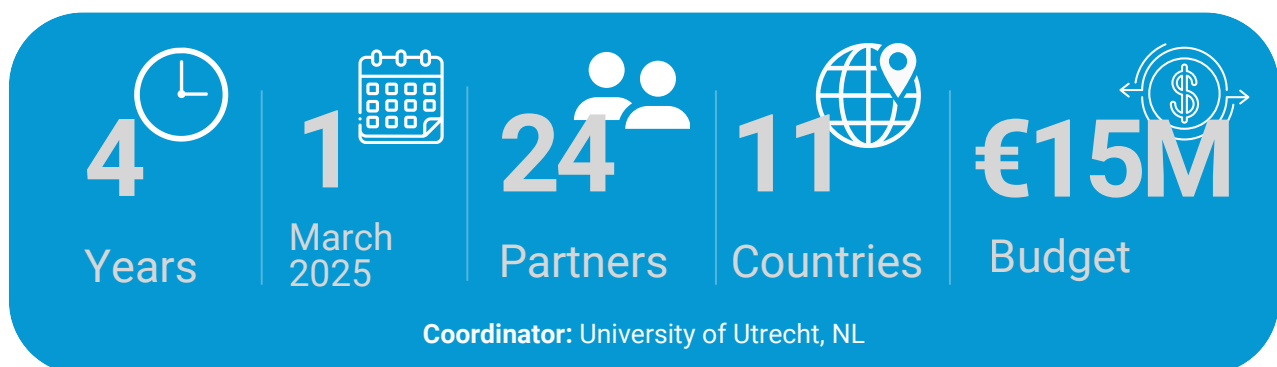 4
Years
1
March
2025
24
Partners
11
Countries
€15M
Budget
Coordinator: University of Utrecht, NL